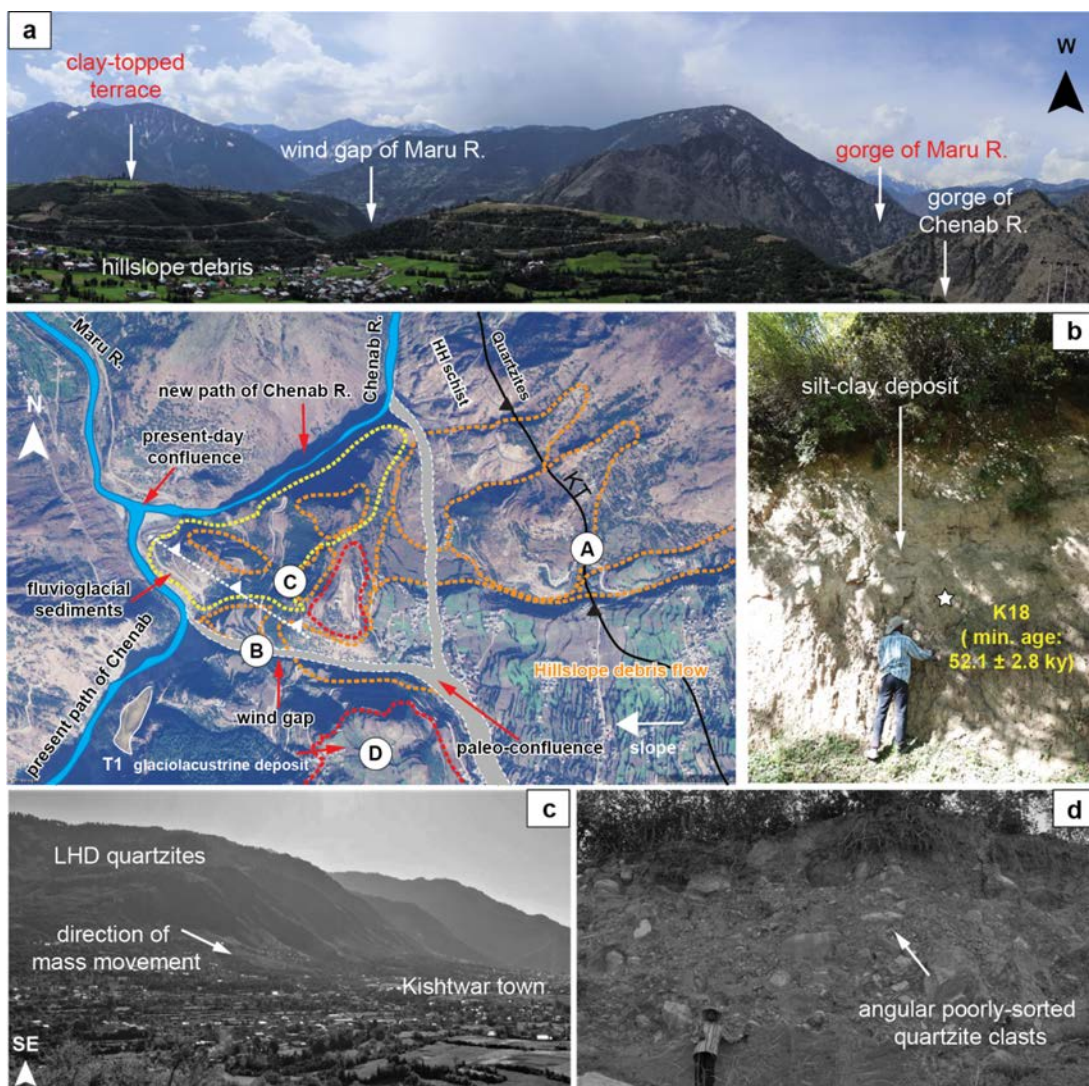 a
W
clay-topped
terrace
wind gap of Maru R.
gorge of Maru R.
gorge of
Chenab R.
hillslope debris
Maru R.
Chenab R.
new path of Chenab R.
N
present-day
confluence
HH schist
Quartzites
KT
A
C
fluvioglacial
sediments
B
Hillslope debris flow
wind gap
present path of Chenab
D
paleo-confluence
slope
T1 glaciolacustrine deposit
b
silt-clay deposit
K18
( min. age:
52.1 ± 2.8 ky)
c
LHD quartzites
direction of
mass movement
Kishtwar town
SE
d
angular poorly-sorted
quartzite clasts